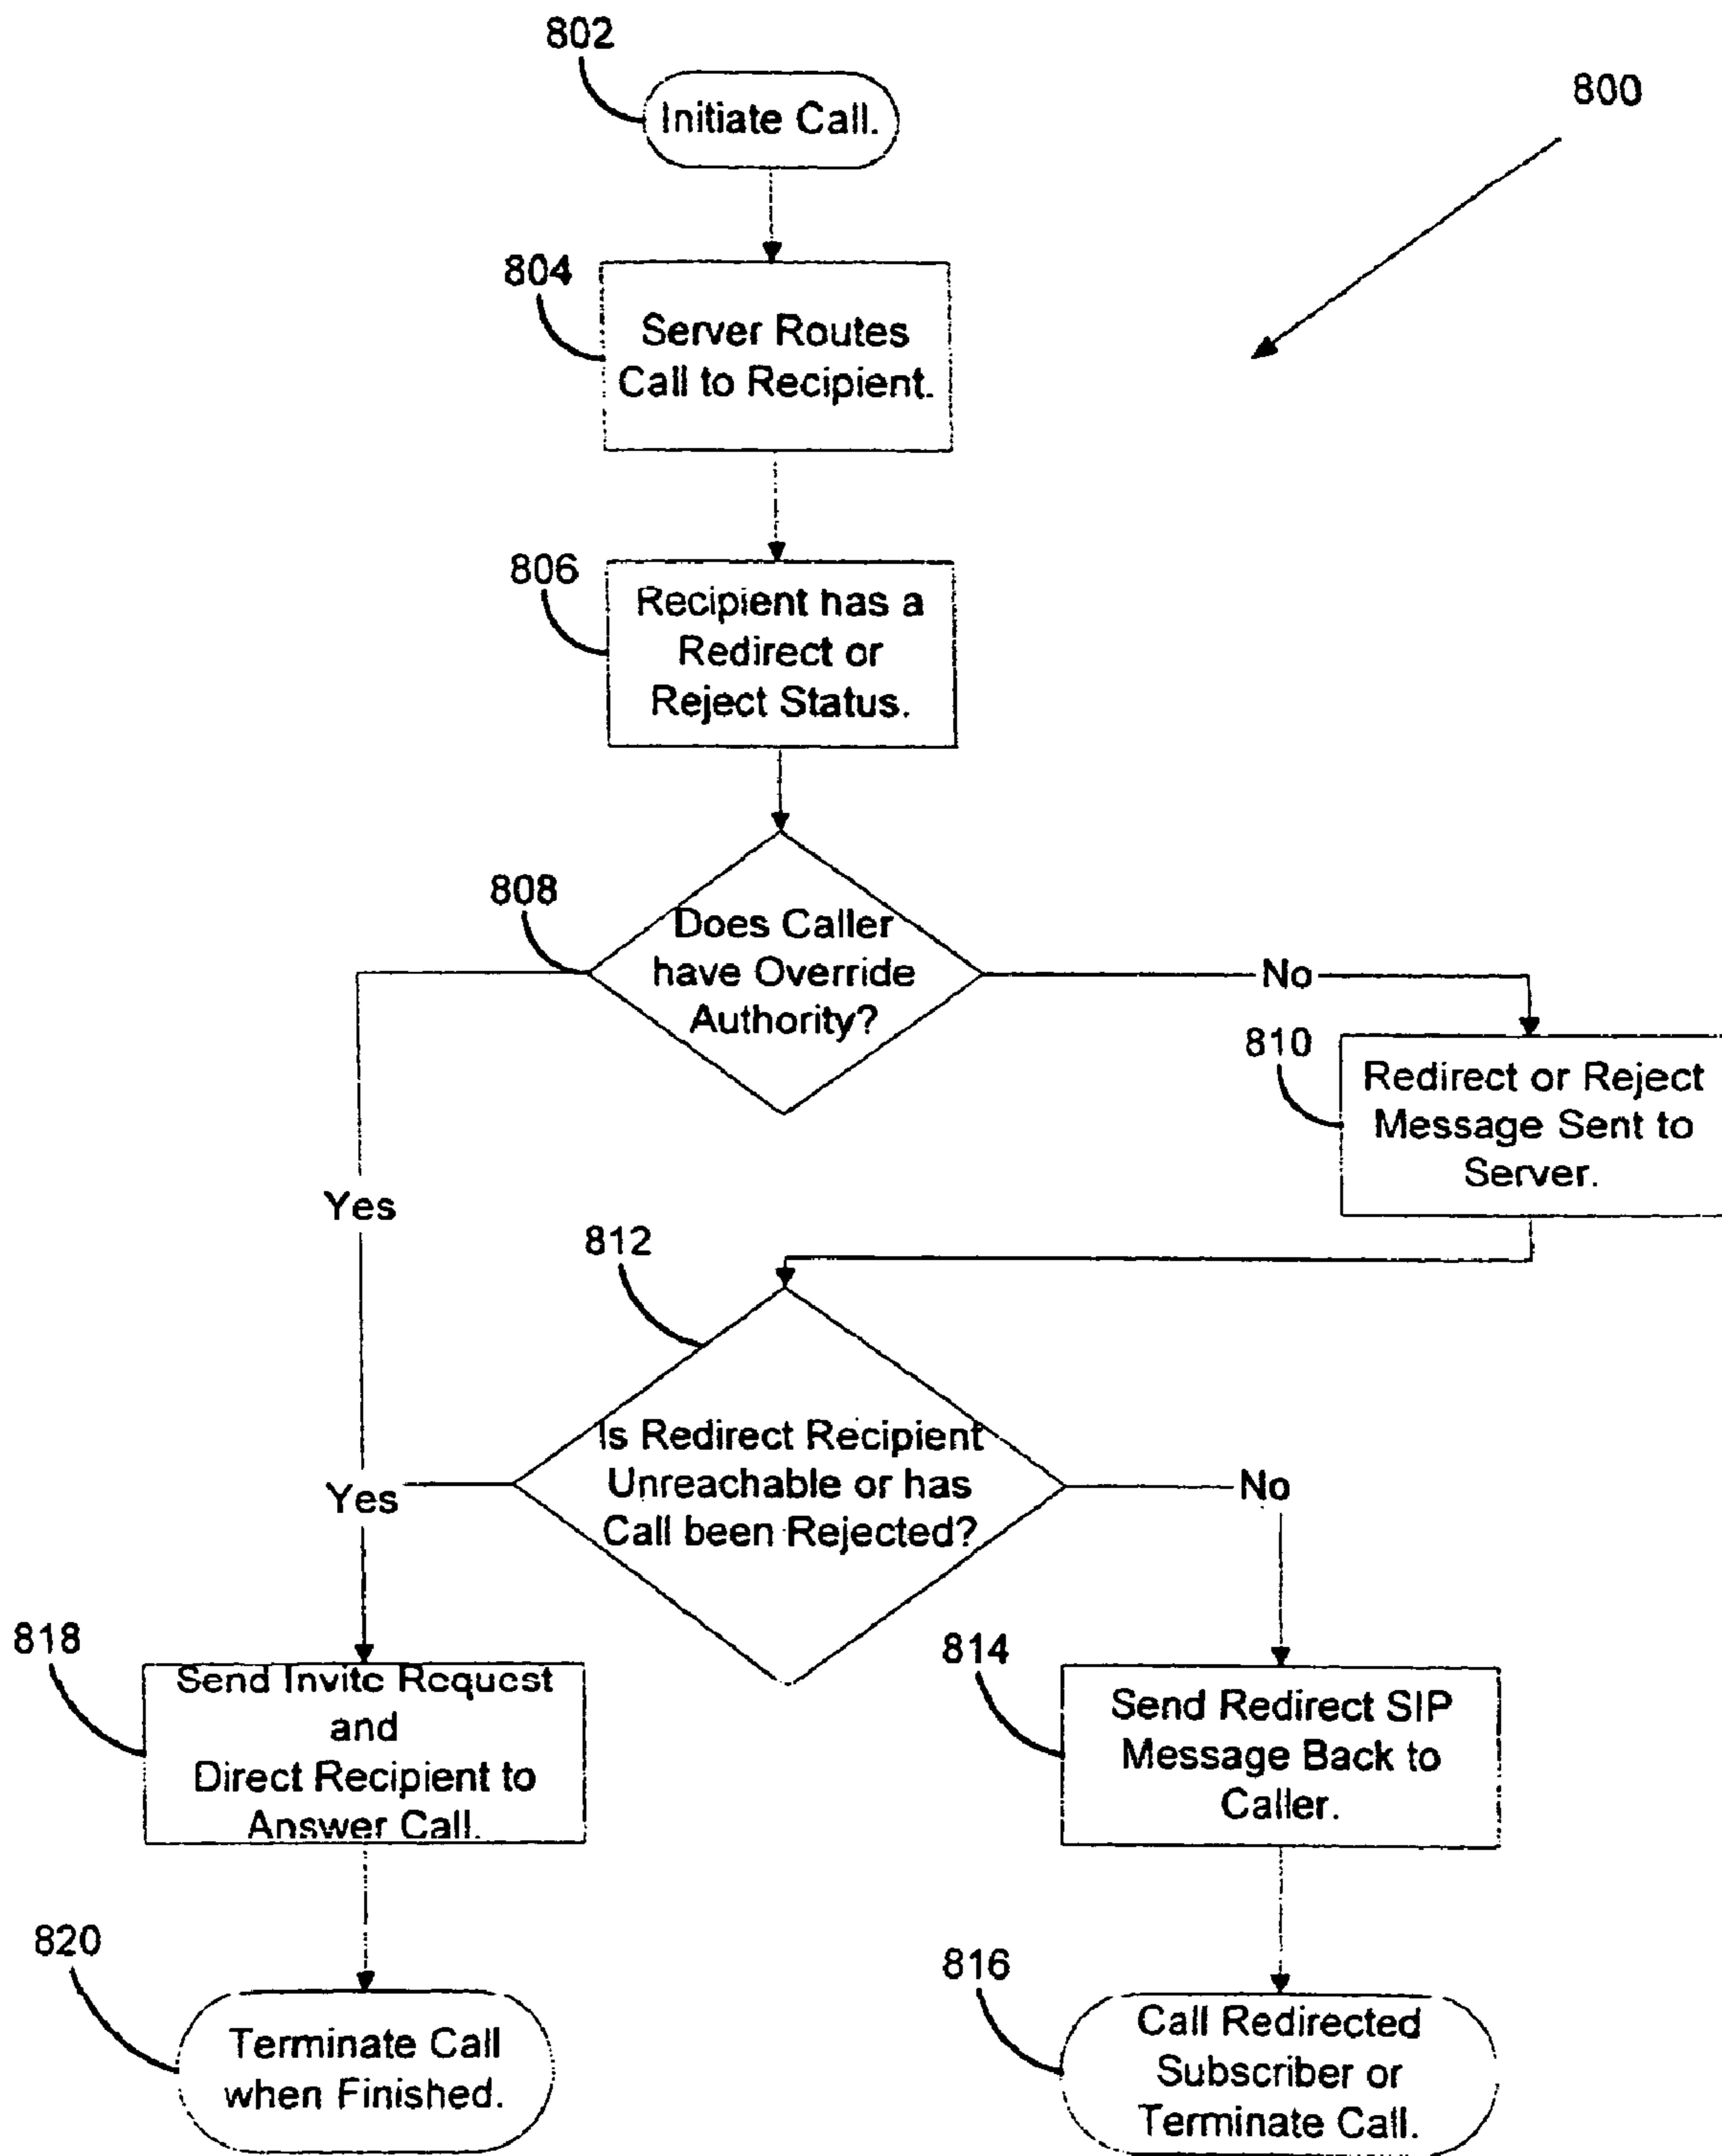 802
Initiate Call.
800
804
Server Routes
Call to Recipient.
806
Recipient has a
Redirect or
Reject Status.
808
Does Caller
have Override
Authority?
No
810
Redirect or Reject
Message Sent to
Server.
Yes
812
Is Redirect Recipient
Unreachable or has
Call been Rejected?
Yes
No
818
Send Invite Request
and
Direct Recipient to
Answer Call.
814
Send Redirect SIP
Message Back to
Caller.
820
Terminate Call
when Finished.
816
Call Redirected
Subscriber or
Terminate Call.